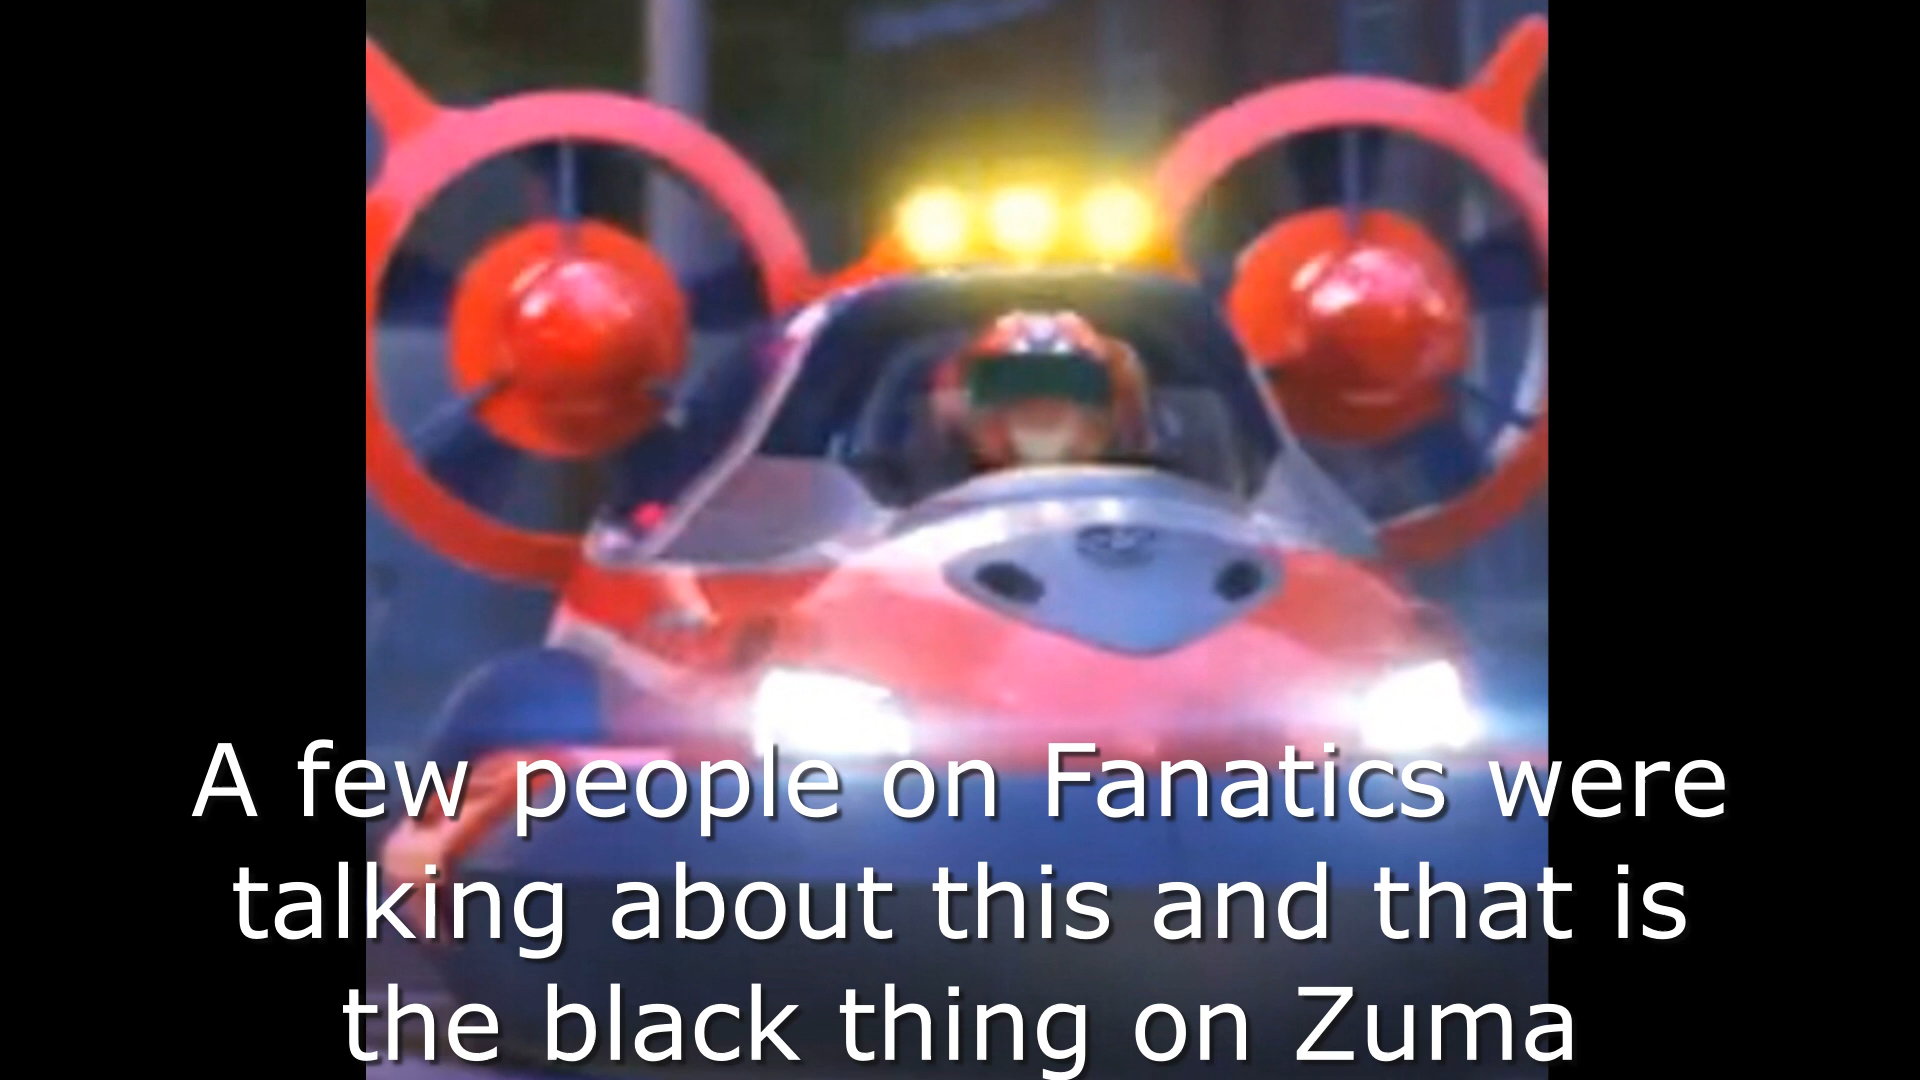 A few people on Fanatics were
talking about this and that is
the black thing on Zuma